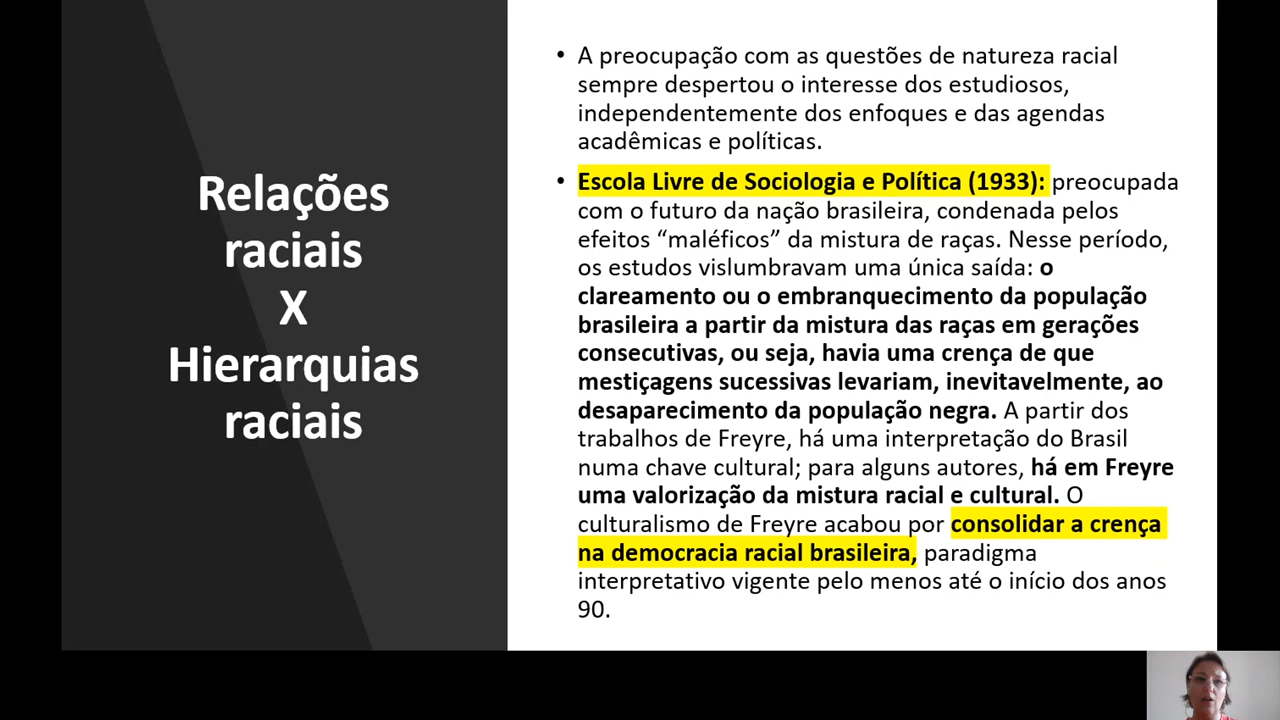 Relações
raciais
X
Hierarquias
raciais
• A preocupação com as questões de natureza racial
sempre despertou o interesse dos estudiosos,
independentemente dos enfoques e das agendas
acadêmicas e políticas.
• Escola Livre de Sociologia e Política (1933): preocupada
com o futuro da nação brasileira, condenada pelos
efeitos “maléficos” da mistura de raças. Nesse período,
os estudos vislumbravam uma única saída: o
clareamento ou o embranquecimento da população
brasileira a partir da mistura das raças em gerações
consecutivas, ou seja, havia uma crença de que
mestiçagens sucessivas levariam, inevitavelmente, ao
desaparecimento da população negra. A partir dos
trabalhos de Freyre, há uma interpretação do Brasil
numa chave cultural; para alguns autores, há em Freyre
uma valorização da mistura racial e cultural. O
culturalismo de Freyre acabou por consolidar a crença
na democracia racial brasileira, paradigma
interpretativo vigente pelo menos até o início dos anos
90.